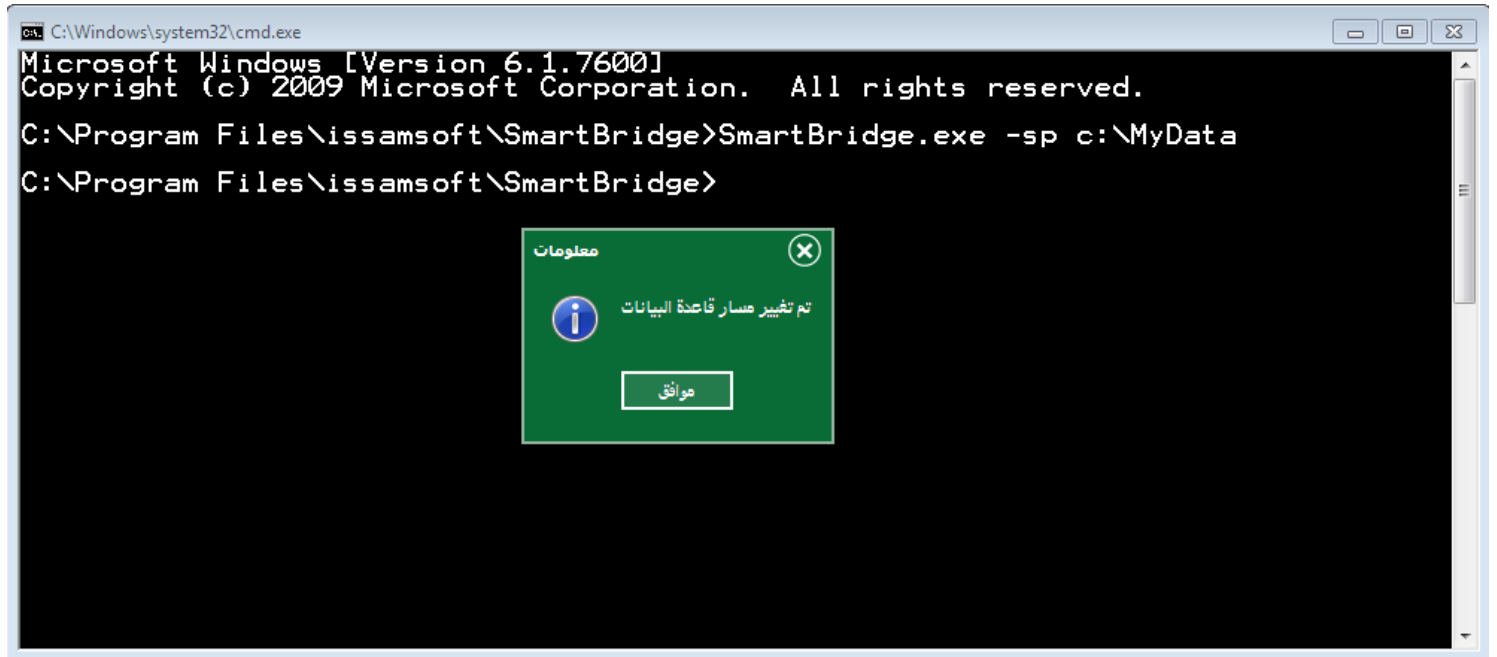 C:\Windows\system32\cmd.exe
Microsoft Windows [Version 6.1.7600]
Copyright (c) 2009 Microsoft Corporation.  All rights reserved.
C:\Program Files\issamsoft\SmartBridge>SmartBridge.exe -sp c:\MyData
C:\Program Files\issamsoft\SmartBridge>
معلومات
تم تغيير مسار قاعدة البيانات
موافق